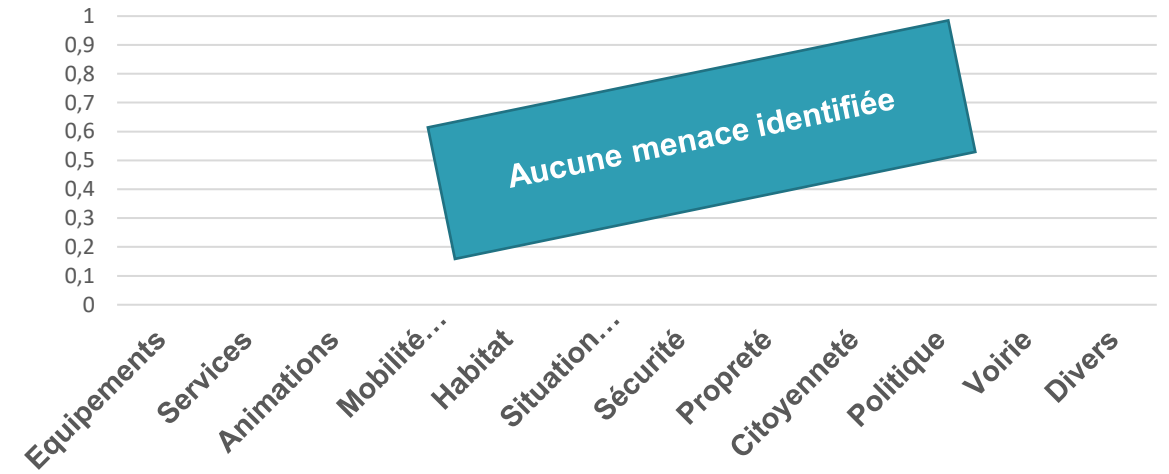 1
0,9
0,8
0,7
0,6
0,5
0,4
0,3
0,2
0,1
0
Aucune menace identifiée
Equipements
Services
Animations
Mobilité…
Habitat
Situation…
Sécurité
Propreté
Citoyenneté
Politique
Voirie
Divers